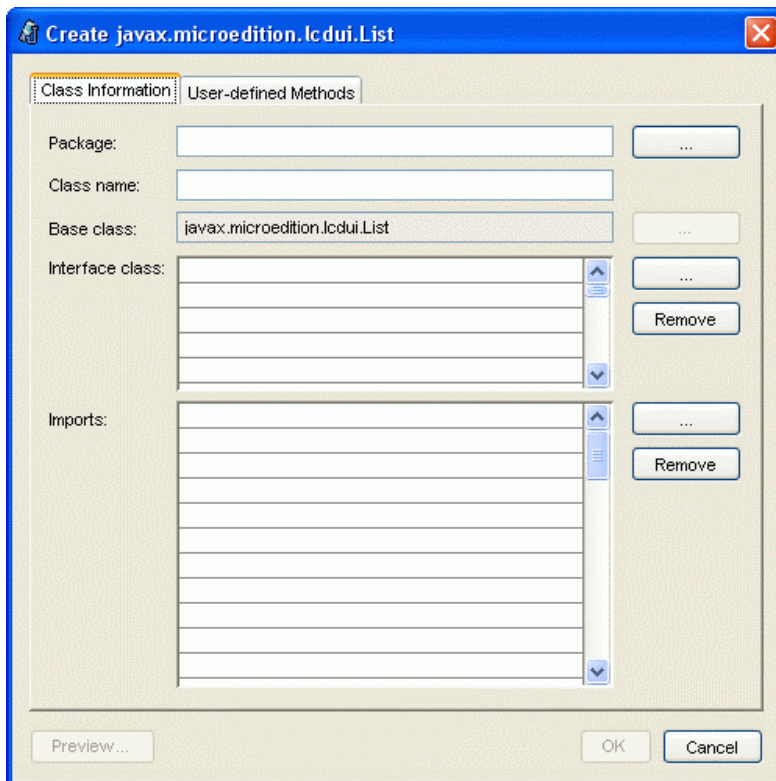 Create javax.microedition.lcdui.List
Class Information User-defined Methods
Package: ...
Class name:
Base class: javax.microedition.lcdui.List ...
Interface class: ...
Remove
Imports: ...
Remove
Preview... OK Cancel